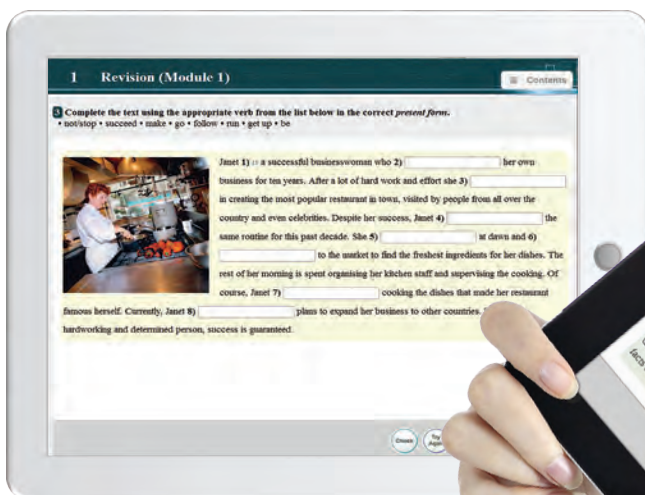 1 Revision (Module 1)
Contents
3 Complete the text using the appropriate verb from the list below in the correct present form.
• not/stop • succeed • make • go • follow • run • get up • be
Janet 1) is a successful businesswoman who 2) her own
business for ten years. After a lot of hard work and effort she 3)
in creating the most popular restaurant in town, visited by people from all over the
country and even celebrities. Despite her success, Janet 4) the
same routine for this past decade. She 5) at dawn and 6)
to the market to find the freshest ingredients for her dishes. The
rest of her morning is spent organising her kitchen staff and supervising the cooking. Of
course, Janet 7) cooking the dishes that made her restaurant
famous herself. Currently, Janet 8) plans to expand her business to other countries.
hardworking and determined person, success is guaranteed.
Check
Try Again
facts